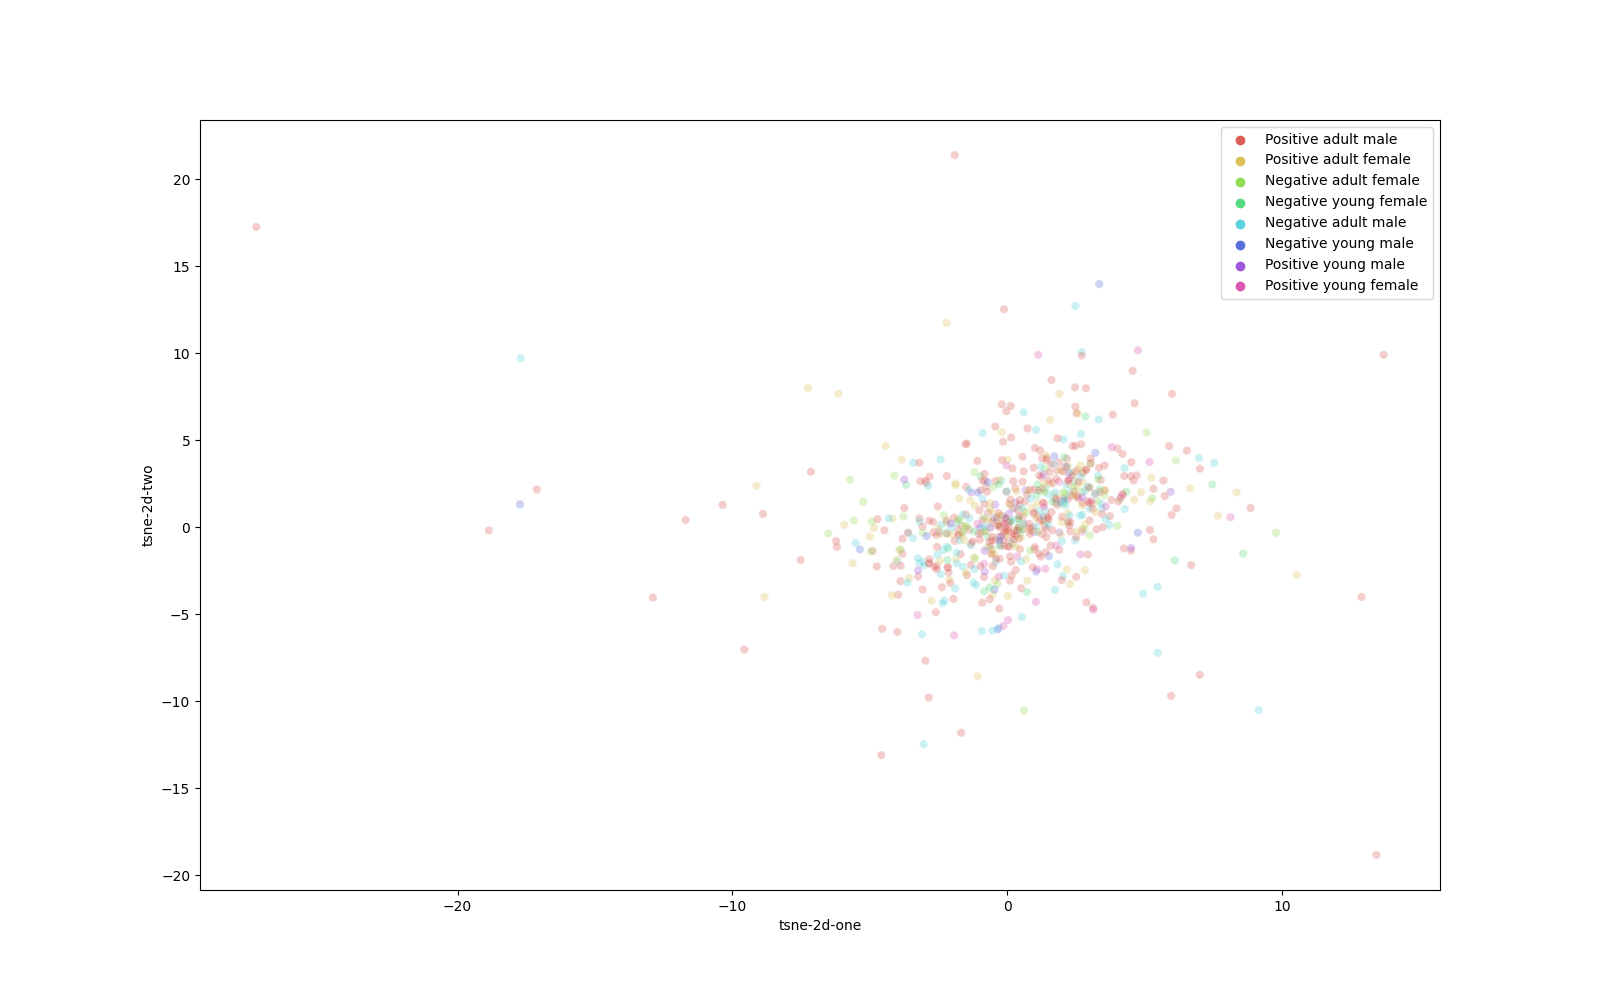 Positive adult male
Positive adult female
Negative adult female
Negative young female
Negative adult male
Negative young male
Positive young male
Positive young female
20
15
10
5
0
−5
−10
−15
−20
tsne-2d-two
−20
−10
0
10
tsne-2d-one